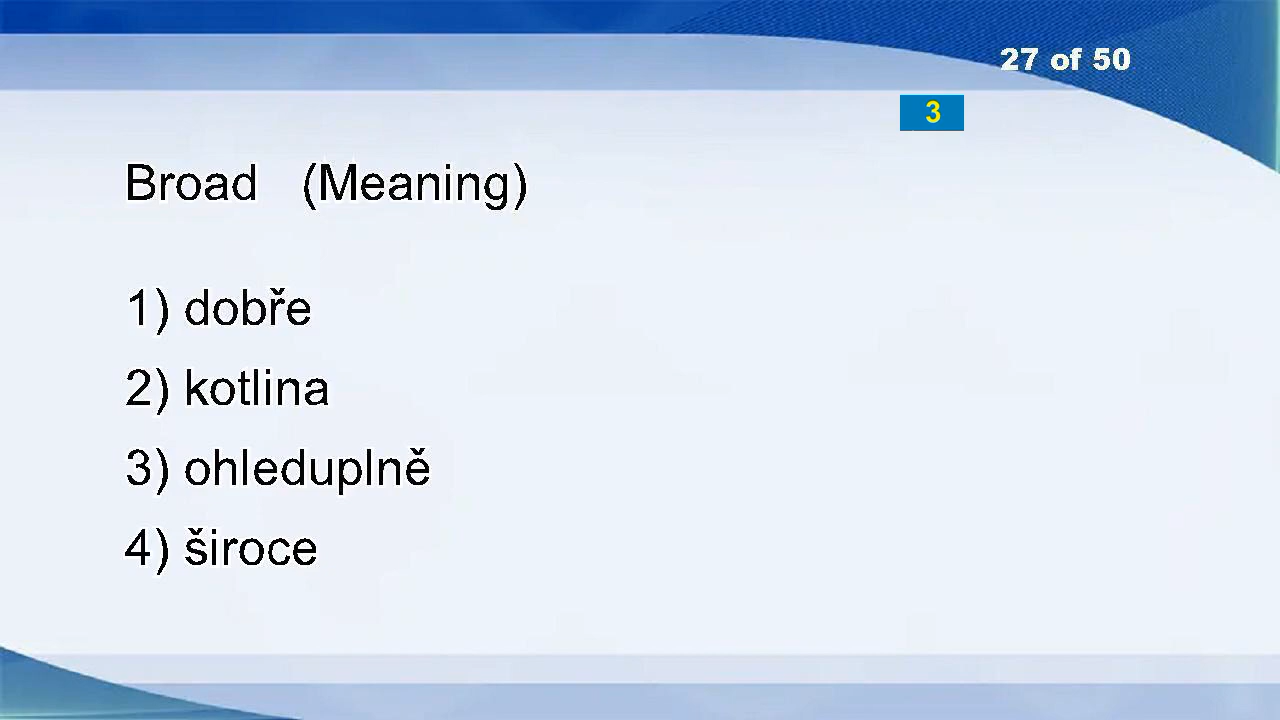 27 of 50
3
Broad (Meaning)
1) dobře
2) kotlina
3) ohleduplně
4) široce